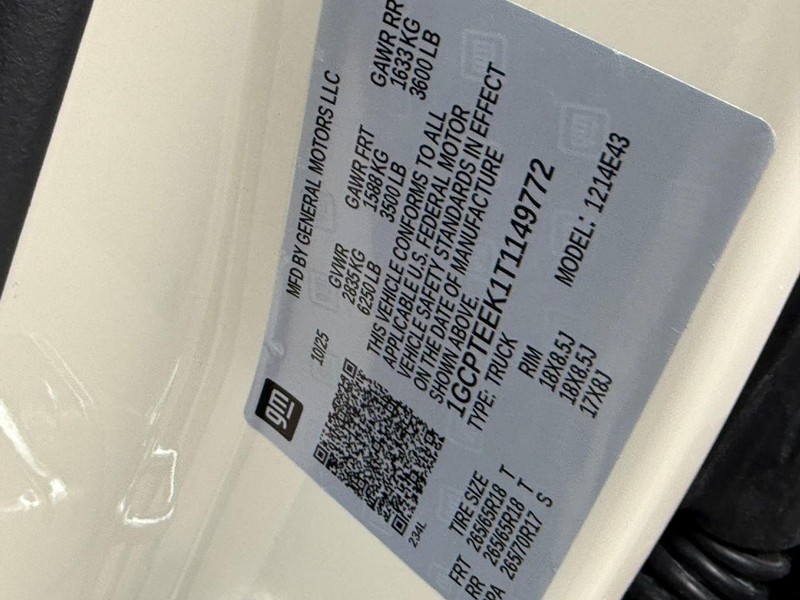 gm
MFD BY GENERAL MOTORS LLC
10/25
GVWR GAWR FRT GAWR RR
2835 KG 1588 KG 1633 KG
6250 LB 3500 LB 3600 LB
THIS VEHICLE CONFORMS TO ALL
APPLICABLE U.S. FEDERAL MOTOR
VEHICLE SAFETY STANDARDS IN EFFECT
ON THE DATE OF MANUFACTURE
SHOWN ABOVE.
1GCPTEEK1T1149772
TYPE: TRUCK MODEL: 1214E43
234L
TIRE SIZE RIM
FRT 265/65R18 T 18X8.5J
RR 265/65R18 T 18X8.5J
SPA 265/70R17 S 17X8J